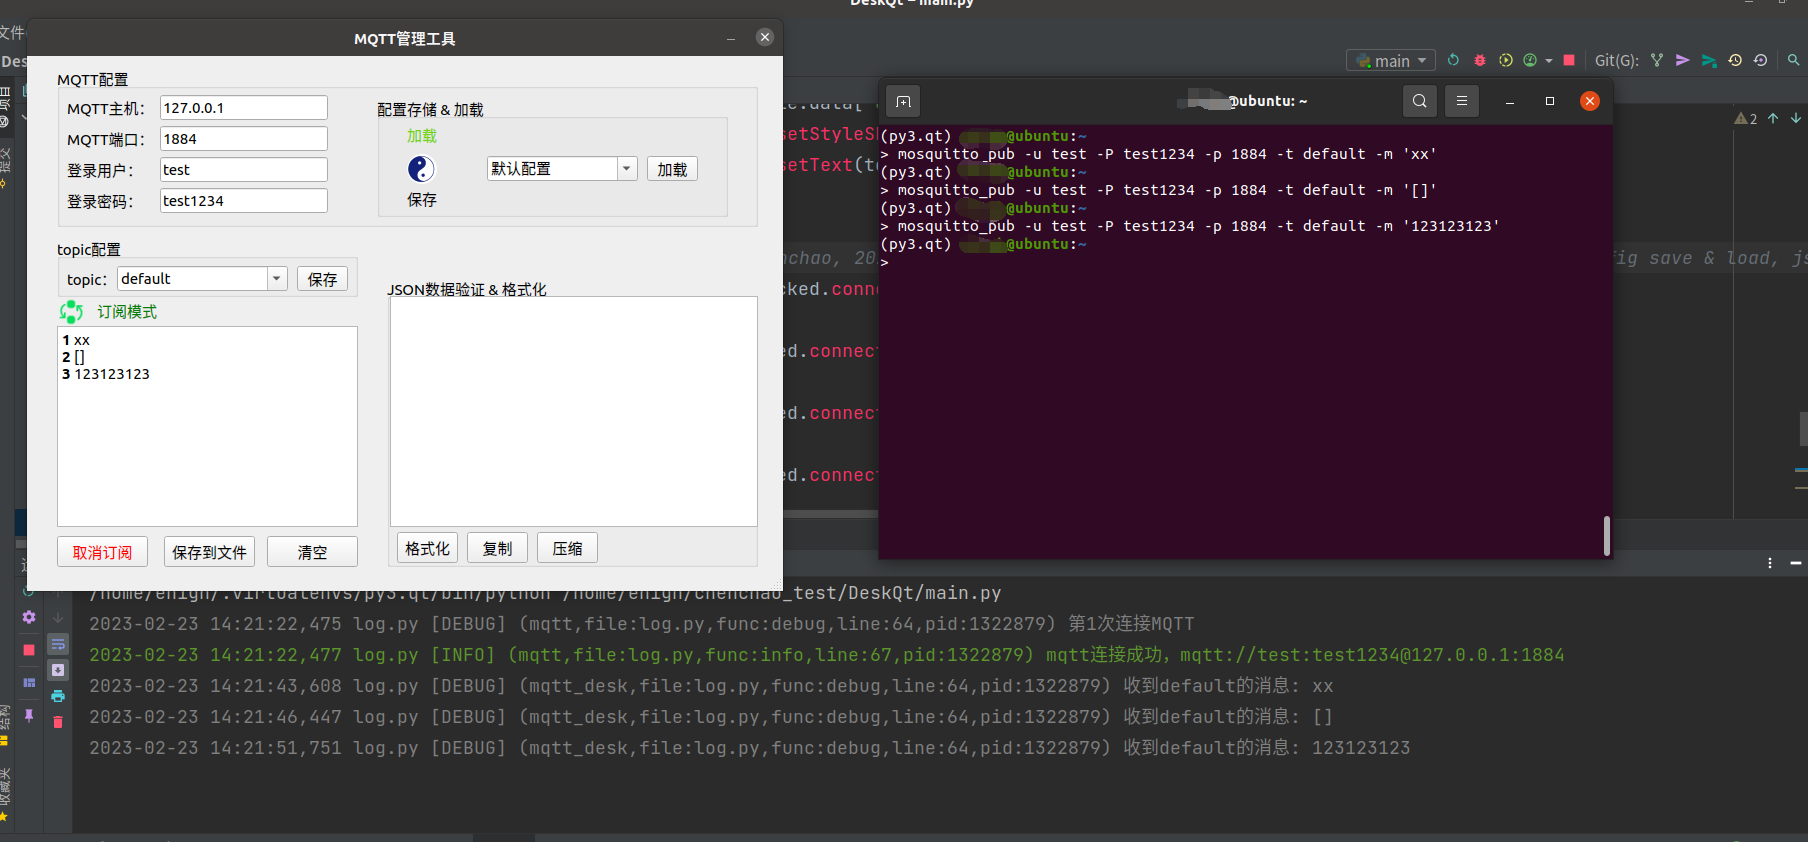 DeskQt – main.py
文件
Des
main
Git(G):
MQTT管理工具
MQTT配置
MQTT主机： 127.0.0.1
MQTT端口： 1884
登录用户： test
登录密码： test1234
配置存储 & 加载
加载
默认配置
加载
保存
topic配置
topic： default
保存
订阅模式
1 xx
2 []
3 123123123
取消订阅
保存到文件
清空
JSON数据验证 & 格式化
格式化
复制
压缩
项目
提交
结构
收藏夹
2
.data[
setStyleS
setText(t
nchao, 20
fig save & load, js
cked.conn
ed.connec
ed.connec
ed.connec
@ubuntu: ~
(py3.qt) @ubuntu:~
> mosquitto_pub -u test -P test1234 -p 1884 -t default -m 'xx'
(py3.qt) @ubuntu:~
> mosquitto_pub -u test -P test1234 -p 1884 -t default -m '[]'
(py3.qt) @ubuntu:~
> mosquitto_pub -u test -P test1234 -p 1884 -t default -m '123123123'
(py3.qt) @ubuntu:~
>
/home/enigh/.virtualenvs/py3.qt/bin/python /home/enigh/chenchao_test/DeskQt/main.py
2023-02-23 14:21:22,475 log.py [DEBUG] (mqtt,file:log.py,func:debug,line:64,pid:1322879) 第1次连接MQTT
2023-02-23 14:21:22,477 log.py [INFO] (mqtt,file:log.py,func:info,line:67,pid:1322879) mqtt连接成功，mqtt://test:test1234@127.0.0.1:1884
2023-02-23 14:21:43,608 log.py [DEBUG] (mqtt_desk,file:log.py,func:debug,line:64,pid:1322879) 收到default的消息: xx
2023-02-23 14:21:46,447 log.py [DEBUG] (mqtt_desk,file:log.py,func:debug,line:64,pid:1322879) 收到default的消息: []
2023-02-23 14:21:51,751 log.py [DEBUG] (mqtt_desk,file:log.py,func:debug,line:64,pid:1322879) 收到default的消息: 123123123